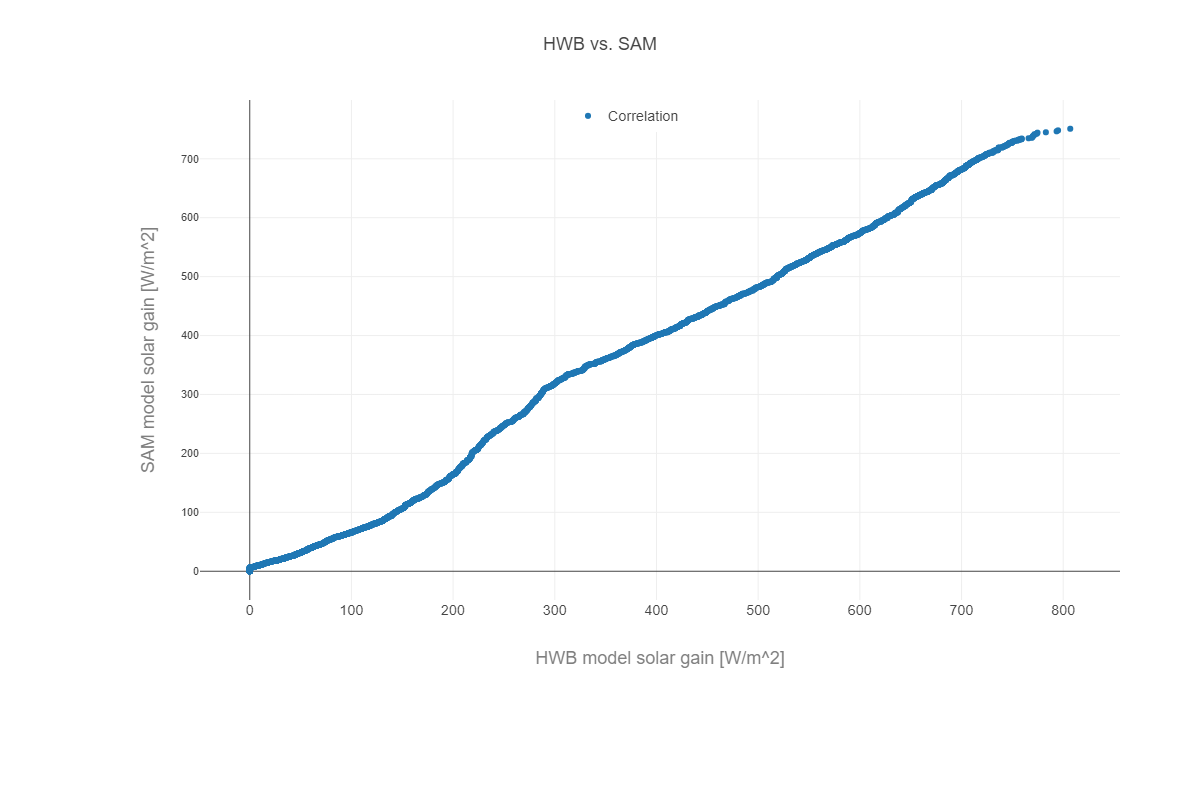 HWB vs. SAM
Correlation
700
600
500
400
300
200
100
0
SAM model solar gain [W/m^2]
0 100 200 300 400 500 600 700 800
HWB model solar gain [W/m^2]